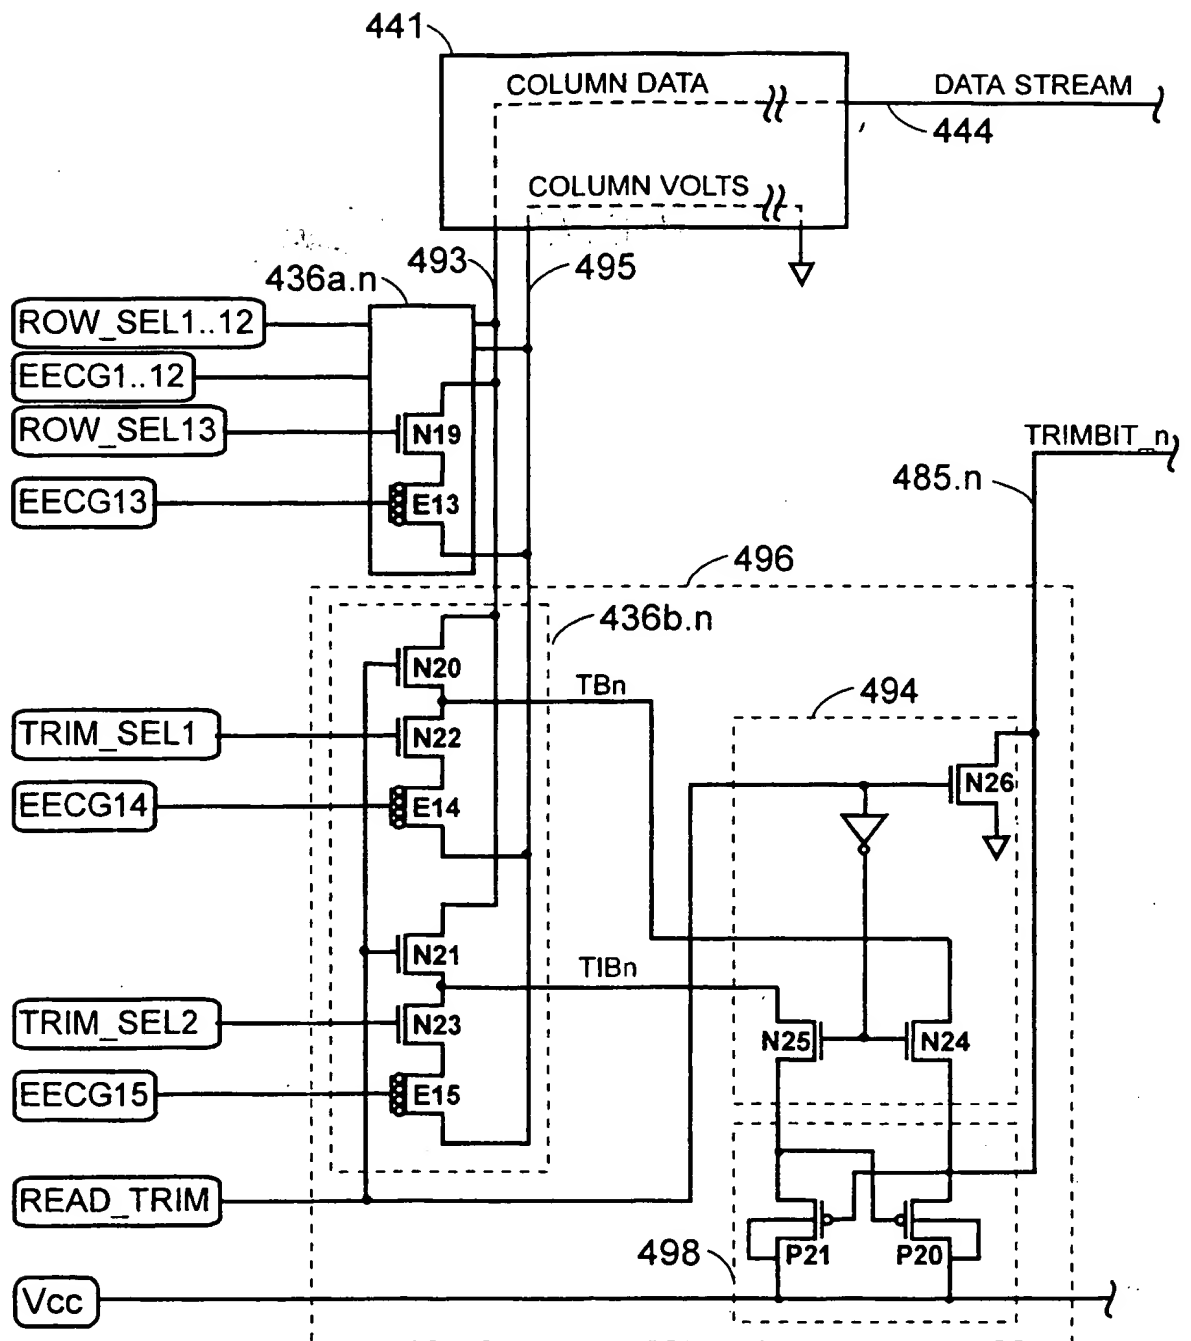 441
COLUMN DATA
DATA STREAM
444
COLUMN VOLTS
493
495
436a.n
ROW_SEL1..12
EECG1..12
ROW_SEL13
N19
TRIMBIT_n
485.n
EECG13
E13
496
436b.n
N20
TBn
494
TRIM_SEL1
N22
N26
EECG14
E14
N21
TIBn
TRIM_SEL2
N23
N25
N24
EECG15
E15
READ_TRIM
498
P21
P20
Vcc